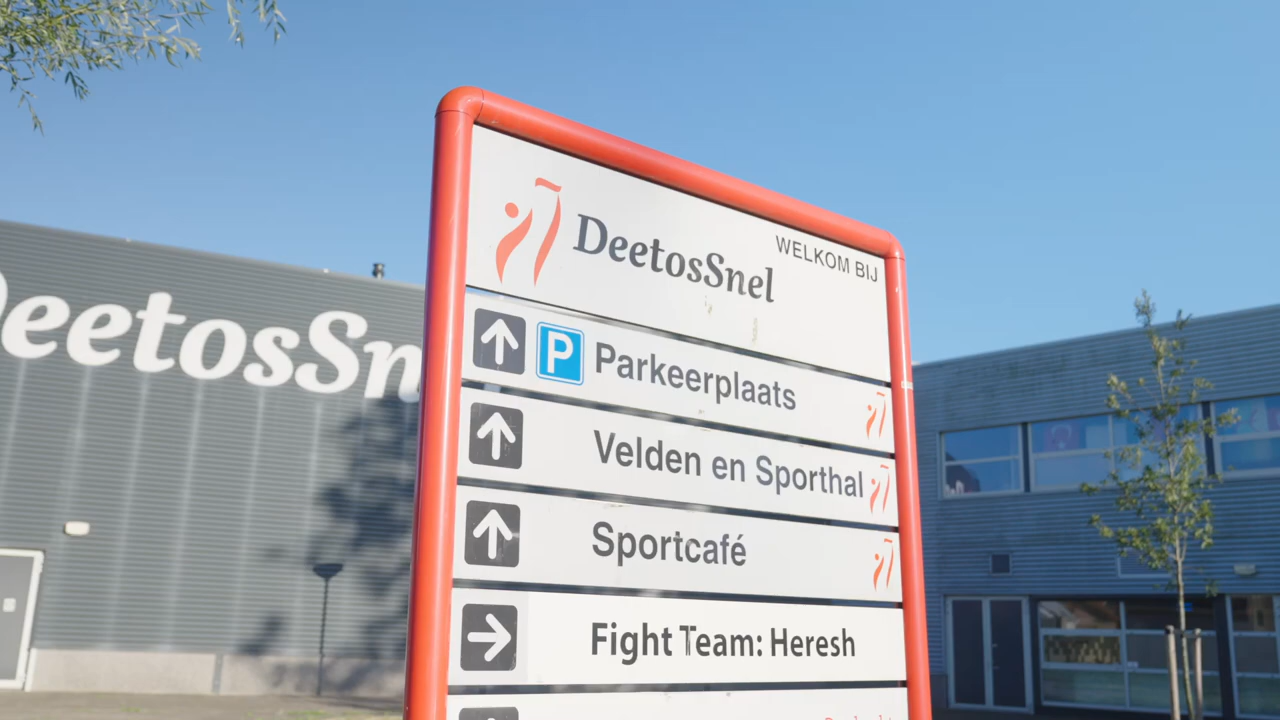 WELKOM BIJ
DeetosSnel
P Parkeerplaats
Velden en Sporthal
Sportcafé
Fight Team: Heresh
DeetosSn